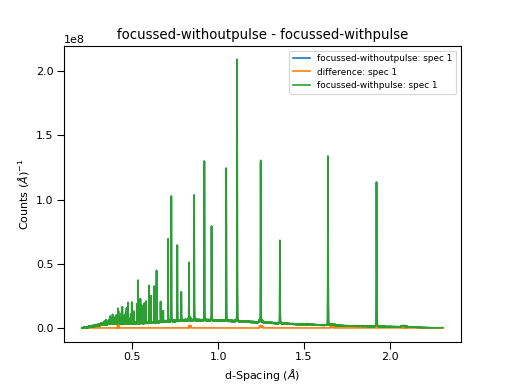 focussed-withoutpulse - focussed-withpulse
1e8
focussed-withoutpulse: spec 1
difference: spec 1
focussed-withpulse: spec 1
2.0
1.5
1.0
0.5
0.0
Counts (Å)⁻¹
0.5 1.0 1.5 2.0
d-Spacing (Å)